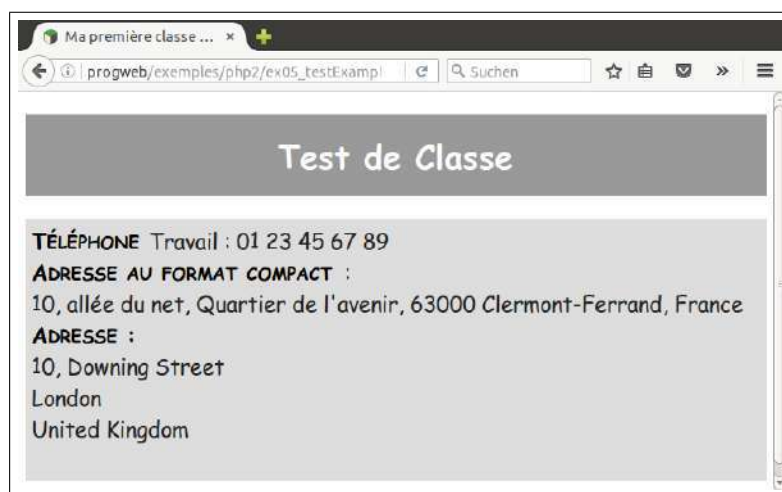 Ma première classe ...
progweb/exemples/php2/ex05_testExampl
Suchen
Test de Classe
TÉLÉPHONE Travail : 01 23 45 67 89
ADRESSE AU FORMAT COMPACT :
10, allée du net, Quartier de l'avenir, 63000 Clermont-Ferrand, France
ADRESSE :
10, Downing Street
London
United Kingdom